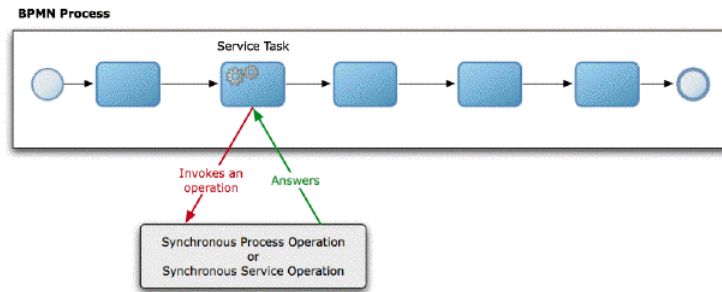 BPMN Process
Service Task
Invokes an
operation
Answers
Synchronous Process Operation
or
Synchronous Service Operation